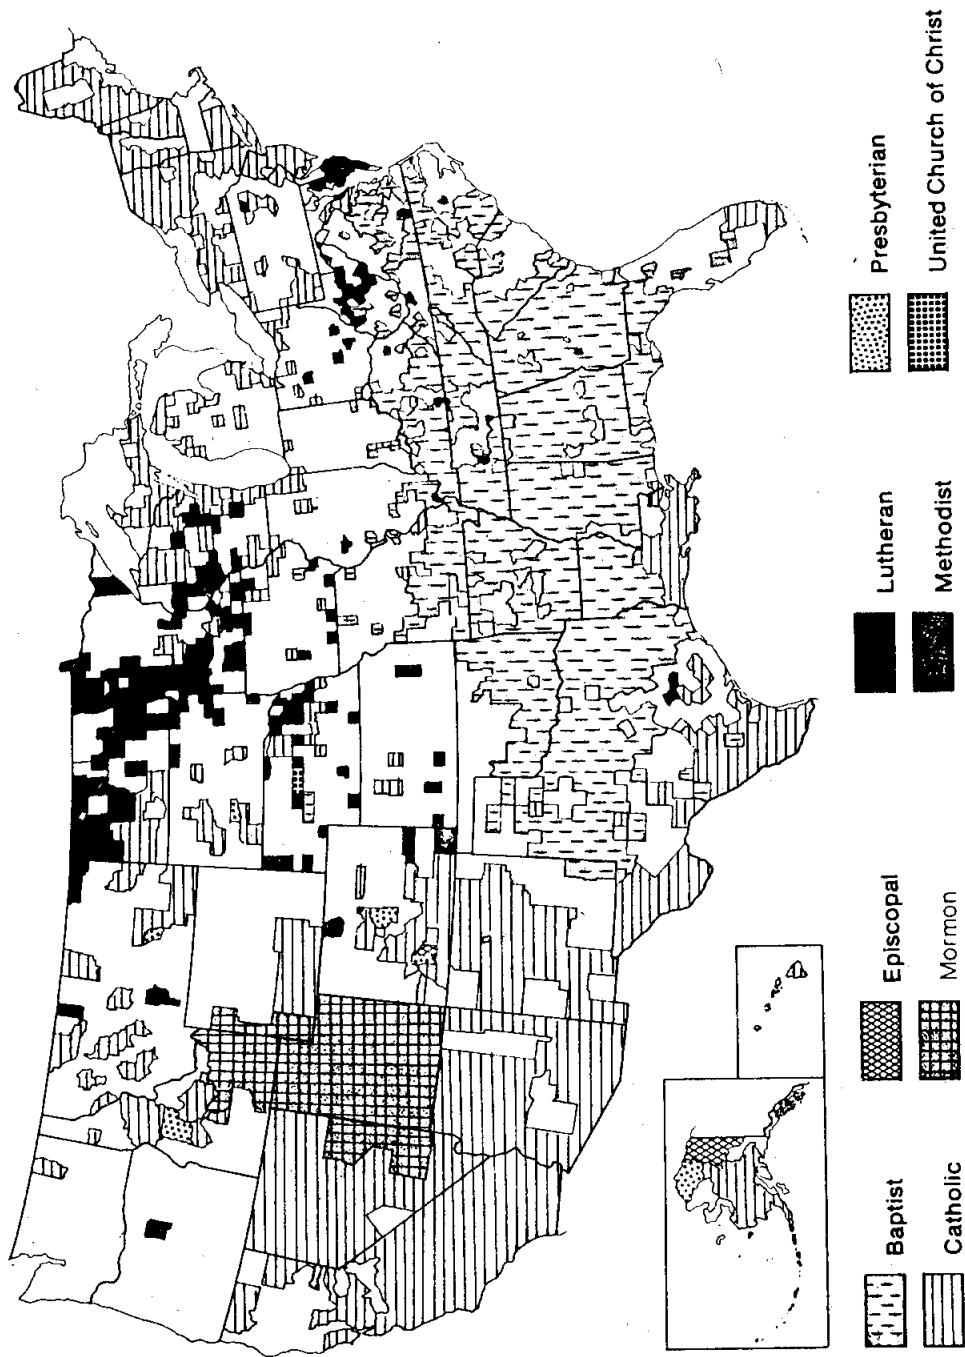 Baptist
Episcopal
Lutheran
Presbyterian
Catholic
Mormon
Methodist
United Church of Christ